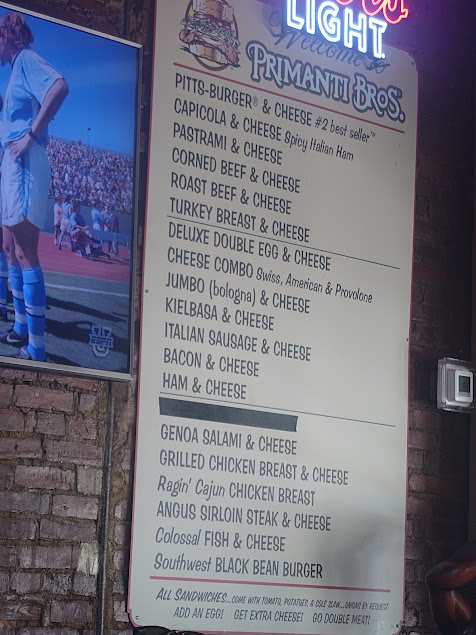 LIGHT
Welcome to
PRIMANTI BROS.
PITTS-BURGER® & CHEESE #2 best seller™
CAPICOLA & CHEESE Spicy Italian Ham
PASTRAMI & CHEESE
CORNED BEEF & CHEESE
ROAST BEEF & CHEESE
TURKEY BREAST & CHEESE
DELUXE DOUBLE EGG & CHEESE
CHEESE COMBO Swiss, American & Provolone
JUMBO (bologna) & CHEESE
KIELBASA & CHEESE
ITALIAN SAUSAGE & CHEESE
BACON & CHEESE
HAM & CHEESE
GENOA SALAMI & CHEESE
GRILLED CHICKEN BREAST & CHEESE
Ragin' Cajun CHICKEN BREAST
ANGUS SIRLOIN STEAK & CHEESE
Colossal FISH & CHEESE
Southwest BLACK BEAN BURGER
ALL SANDWICHES...COME WITH TOMATO, POTATOES, & COLE SLAW...ONIONS BY REQUEST
ADD AN EGG! GET EXTRA CHEESE! GO DOUBLE MEAT!
ESPN